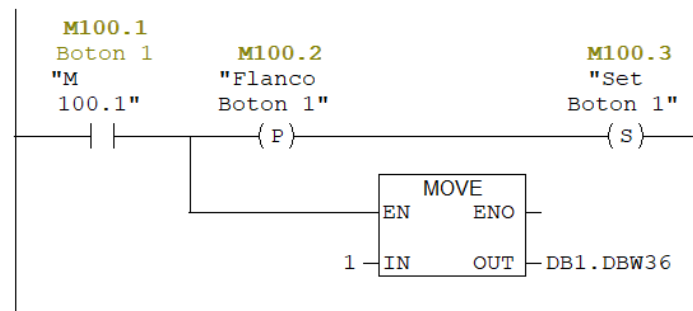 M100.1
Boton 1
"M
100.1"
M100.2
"Flanco
Boton 1"
M100.3
"Set
Boton 1"
P
S
MOVE
EN ENO
1 IN OUT DB1.DBW36